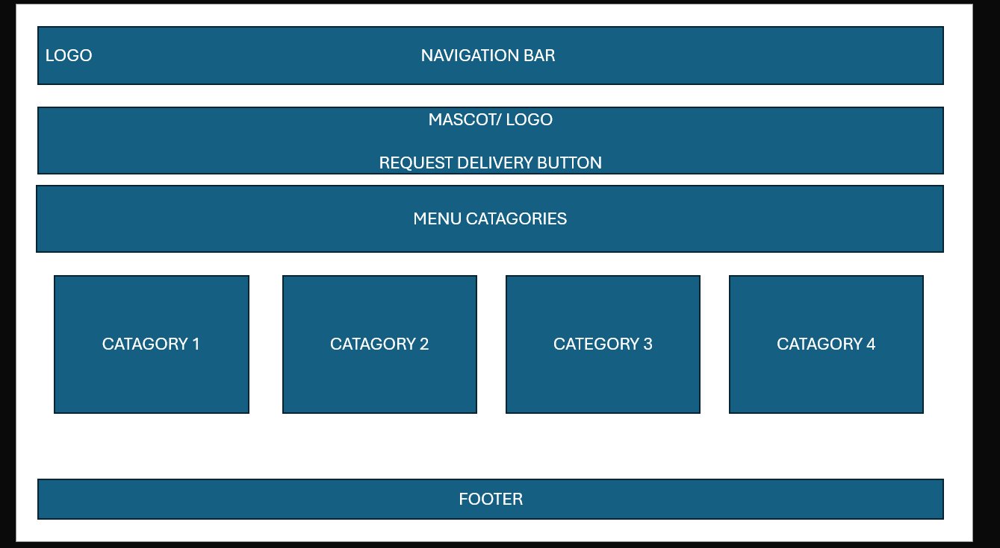 LOGO
NAVIGATION BAR
MASCOT/ LOGO
REQUEST DELIVERY BUTTON
MENU CATAGORIES
CATAGORY 1
CATAGORY 2
CATEGORY 3
CATAGORY 4
FOOTER